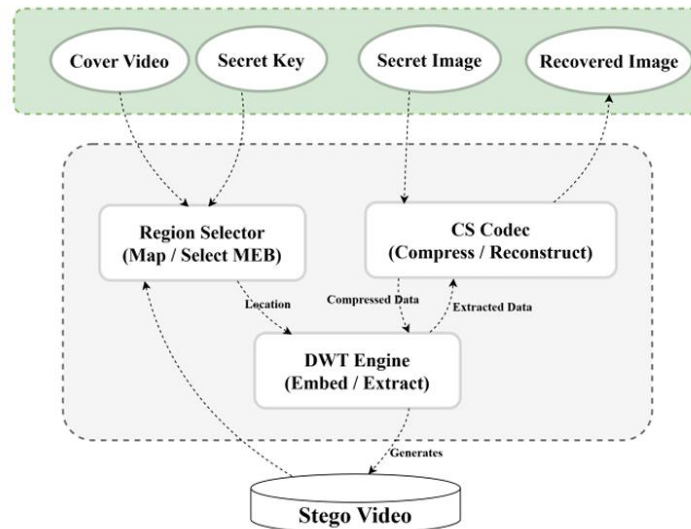 Cover Video
Secret Key
Secret Image
Recovered Image
Region Selector
(Map / Select MEB)
CS Codec
(Compress / Reconstruct)
Location
Compressed Data
Extracted Data
DWT Engine
(Embed / Extract)
Generates
Stego Video